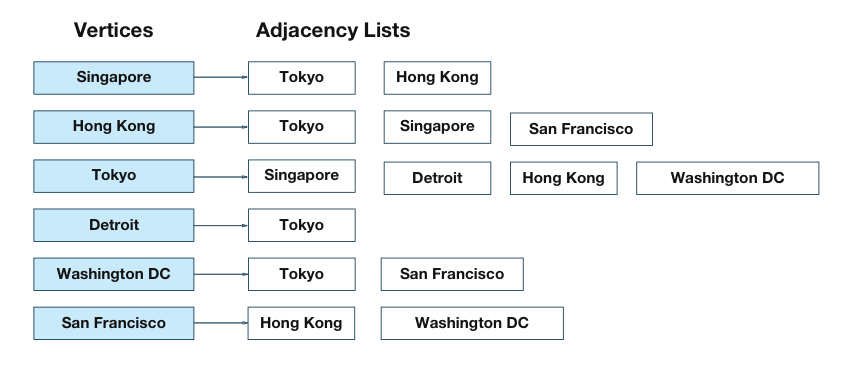 Vertices Adjacency Lists
Singapore Tokyo Hong Kong
Hong Kong Tokyo Singapore San Francisco
Tokyo Singapore Detroit Hong Kong Washington DC
Detroit Tokyo
Washington DC Tokyo San Francisco
San Francisco Hong Kong Washington DC